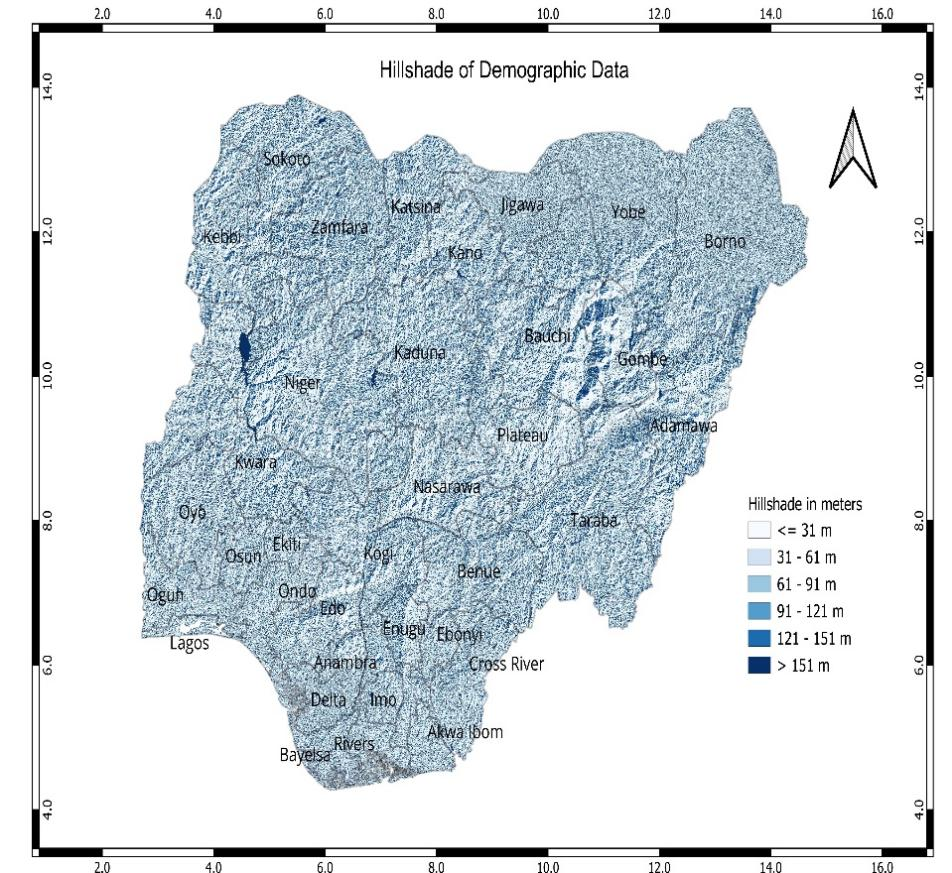 2.0 4.0 6.0 8.0 10.0 12.0 14.0 16.0
Hillshade of Demographic Data
14.0 14.0
Sokoto
Katsina Jigawa Yobe
12.0 12.0
Kebbi Zamfara Kano Borno
Bauchi
Kaduna Gombe
10.0 10.0
Niger
Adamawa
Plateau
Kwara
Nasarawa
Hillshade in meters
8.0 8.0
Oyo Taraba
<= 31 m
Osun Ekiti Kogi
31 - 61 m
Benue
61 - 91 m
Ogun Ondo Edo
91 - 121 m
Enugu Ebonyi
121 - 151 m
Lagos
6.0 6.0
Anambra Cross River
> 151 m
Delta Imo
Akwa Ibom
Bayelsa Rivers
4.0 4.0
2.0 4.0 6.0 8.0 10.0 12.0 14.0 16.0